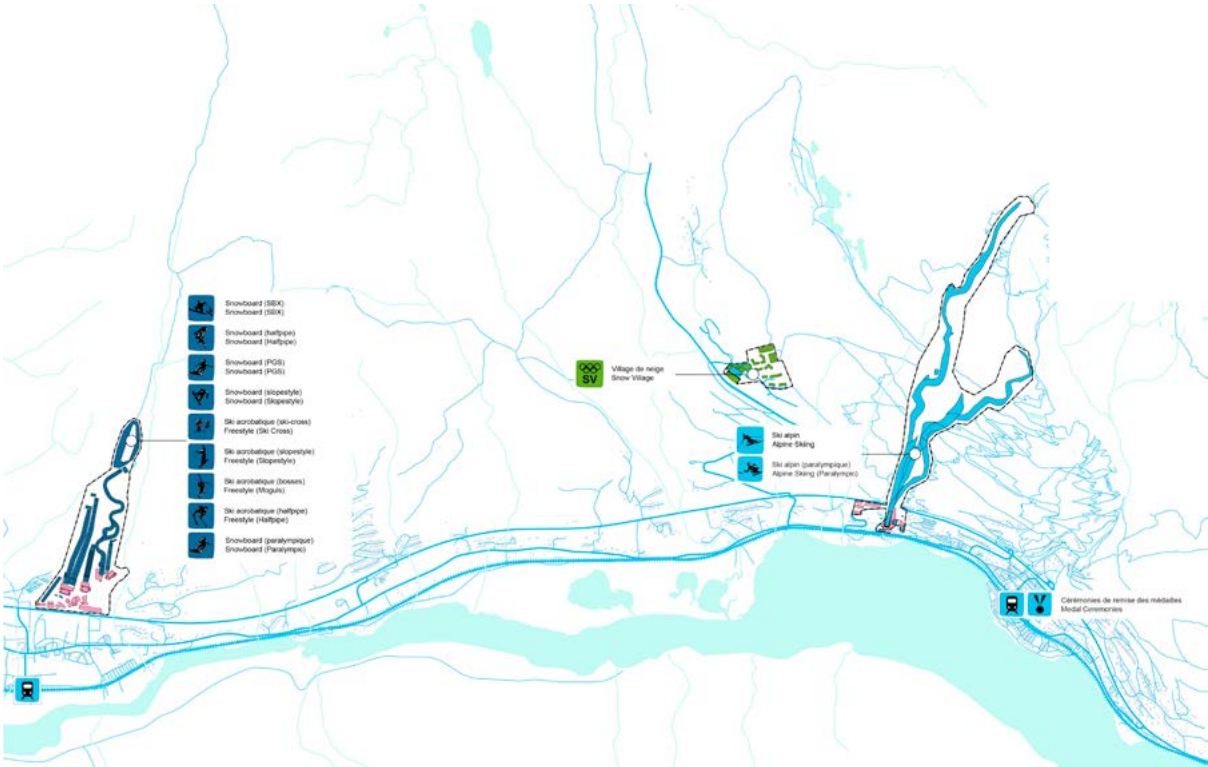 Snowboard (SBX)
Snowboard (SBX)
Snowboard (halfpipe)
Snowboard (Halfpipe)
Snowboard (PGS)
Snowboard (PGS)
Snowboard (slopestyle)
Snowboard (Slopestyle)
Ski acrobatique (ski-cross)
Freestyle (Ski Cross)
Ski acrobatique (slopestyle)
Freestyle (Slopestyle)
Ski acrobatique (bosses)
Freestyle (Moguls)
Ski acrobatique (halfpipe)
Freestyle (Halfpipe)
Snowboard (paralympique)
Snowboard (Paralympic)
SV
Village de neige
Snow Village
Ski alpin
Alpine Skiing
Ski alpin (paralympique)
Alpine Skiing (Paralympic)
Cérémonies de remise des médailles
Medal Ceremonies